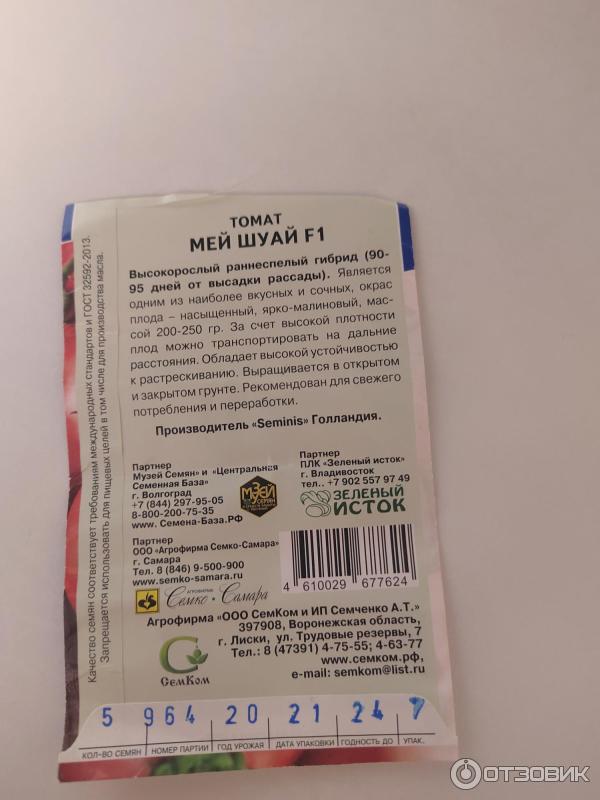 ТОМАТ
МЕЙ ШУАЙ F1
Высокорослый раннеспелый гибрид (90-
95 дней от высадки рассады). Является
одним из наиболее вкусных и сочных, окрас
плода – насыщенный, ярко-малиновый, мас-
сой 200-250 гр. За счет высокой плотности
плод можно транспортировать на дальние
расстояния. Обладает высокой устойчивостью
к растрескиванию. Выращивается в открытом
и закрытом грунте. Рекомендован для свежего
потребления и переработки.
Производитель «Seminis» Голландия.
Партнер
Музей Семян» и «Центральная
Семенная База»
г. Волгоград
+7 (844) 297-95-05
8-800-200-75-35
www. Семена-База.РФ
МУЗЕЙ
СЕМЯН
Партнер
ПЛК «Зеленый исток»
г. Владивосток
тел.. +7 902 557 97 49
ЗЕЛЕНЫЙ
ИСТОК
Партнер
ООО «Агрофирма Семко-Самара»
г. Самара
Тел. 8 (846) 9-500-900
www.semko-samara.ru
АГРОФИРМА
Семко • Самара
4 610029 677624
Агрофирма "ООО СемКом и ИП Семченко А.Т."
397908, Воронежская область,
г. Лиски, ул. Трудовые резервы, 7
Тел.: 8 (47391) 4-75-55; 4-63-77
www.семком.рф,
e-mail: semkom@list.ru
СемКом
Качество семян соответствует требованиям международных стандартов и ГОСТ 32592-2013.
Запрещается использовать для пищевых целей в том числе для производства масла.
5 964 20 21 24 7
КОЛ-ВО СЕМЯН НОМЕР ПАРТИИ ГОД УРОЖАЯ ДАТА УПАКОВКИ ГОДНОСТЬ ДО УПАК.
ОТЗОВИК